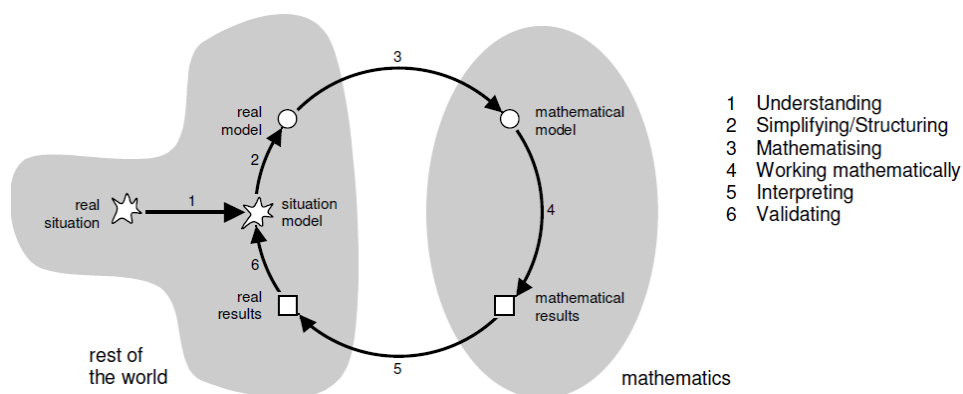 3
real
model
mathematical
model
2
1
real
situation
situation
model
4
6
real
results
mathematical
results
5
rest of
the world
mathematics
1 Understanding
2 Simplifying/Structuring
3 Mathematising
4 Working mathematically
5 Interpreting
6 Validating